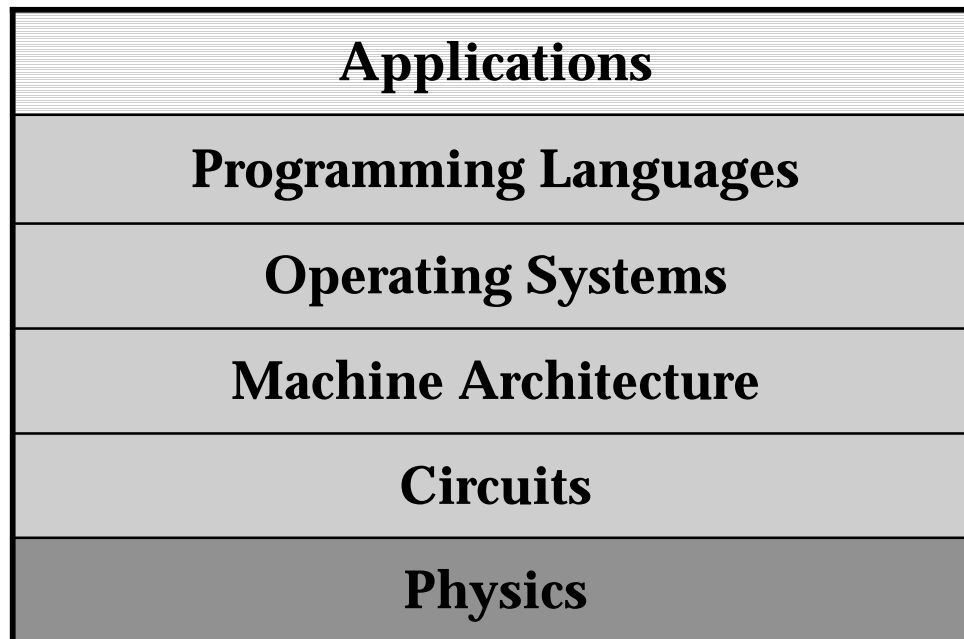 Applications
Programming Languages
Operating Systems
Machine Architecture
Circuits
Physics